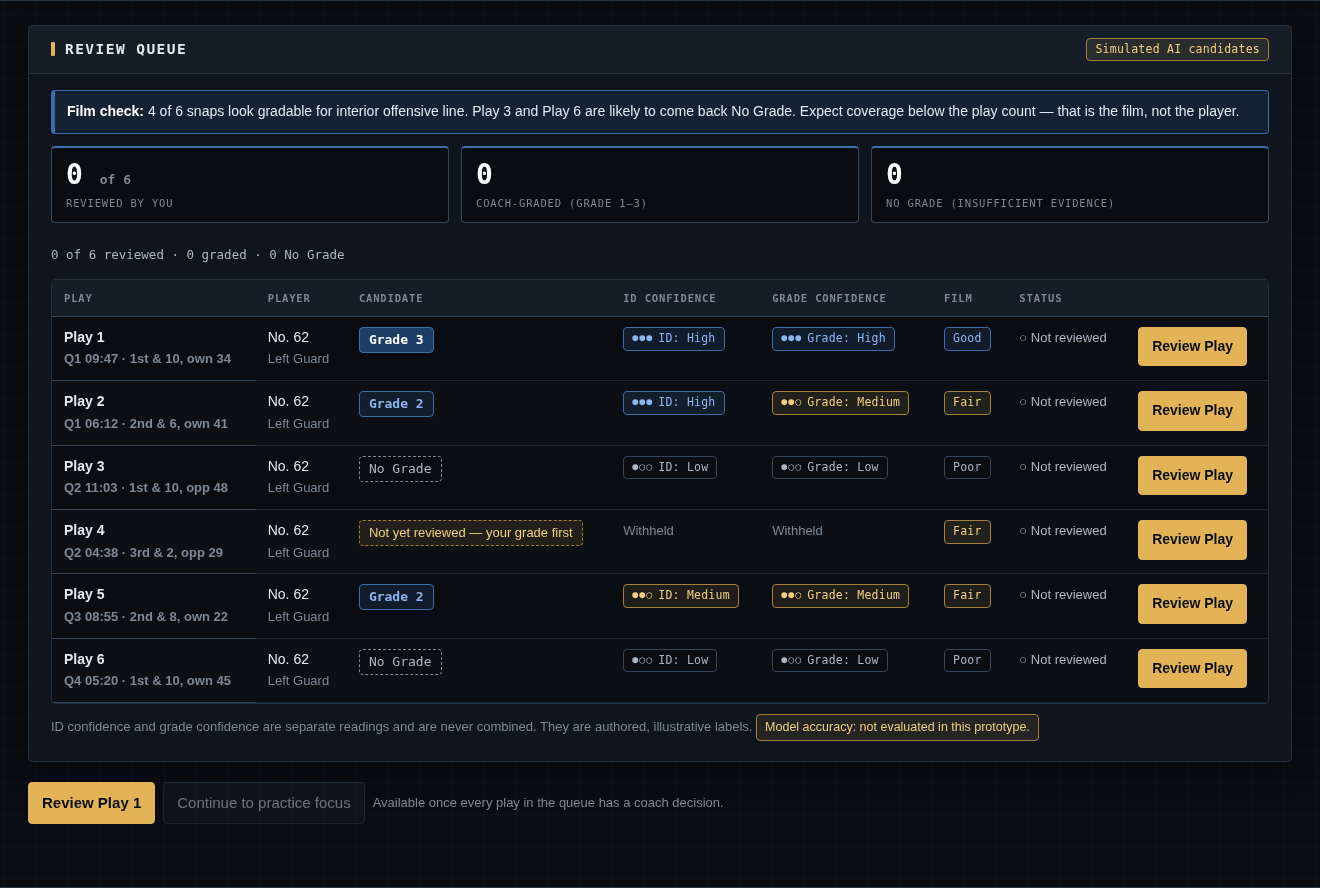 REVIEW QUEUE
Simulated AI candidates
Film check: 4 of 6 snaps look gradable for interior offensive line. Play 3 and Play 6 are likely to come back No Grade. Expect coverage below the play count — that is the film, not the player.
0 of 6
REVIEWED BY YOU
0
COACH-GRADED (GRADE 1–3)
0
NO GRADE (INSUFFICIENT EVIDENCE)
0 of 6 reviewed · 0 graded · 0 No Grade
PLAY PLAYER CANDIDATE ID CONFIDENCE GRADE CONFIDENCE FILM STATUS
Play 1 No. 62 Grade 3 ●●● ID: High ●●● Grade: High Good ○ Not reviewed Review Play
Q1 09:47 · 1st & 10, own 34 Left Guard
Play 2 No. 62 Grade 2 ●●● ID: High ●●○ Grade: Medium Fair ○ Not reviewed Review Play
Q1 06:12 · 2nd & 6, own 41 Left Guard
Play 3 No. 62 No Grade ●○○ ID: Low ●○○ Grade: Low Poor ○ Not reviewed Review Play
Q2 11:03 · 1st & 10, opp 48 Left Guard
Play 4 No. 62 Not yet reviewed — your grade first Withheld Withheld Fair ○ Not reviewed Review Play
Q2 04:38 · 3rd & 2, opp 29 Left Guard
Play 5 No. 62 Grade 2 ●●○ ID: Medium ●●○ Grade: Medium Fair ○ Not reviewed Review Play
Q3 08:55 · 2nd & 8, own 22 Left Guard
Play 6 No. 62 No Grade ●○○ ID: Low ●○○ Grade: Low Poor ○ Not reviewed Review Play
Q4 05:20 · 1st & 10, own 45 Left Guard
ID confidence and grade confidence are separate readings and are never combined. They are authored, illustrative labels. Model accuracy: not evaluated in this prototype.
Review Play 1 Continue to practice focus Available once every play in the queue has a coach decision.